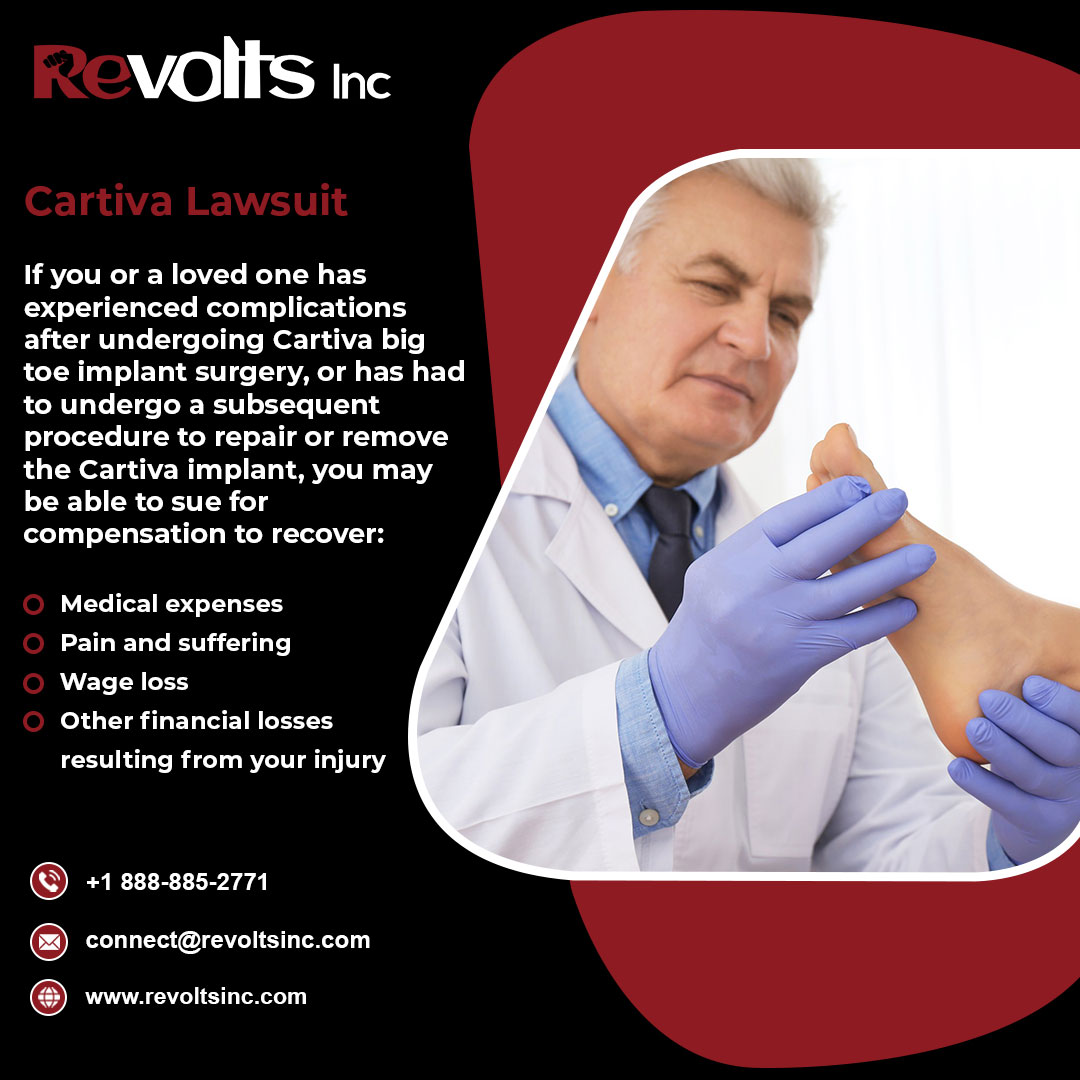 Revolts Inc
Cartiva Lawsuit
If you or a loved one has
experienced complications
after undergoing Cartiva big
toe implant surgery, or has had
to undergo a subsequent
procedure to repair or remove
the Cartiva implant, you may
be able to sue for
compensation to recover:
Medical expenses
Pain and suffering
Wage loss
Other financial losses
resulting from your injury
+1 888-885-2771
connect@revoltsinc.com
www.revoltsinc.com